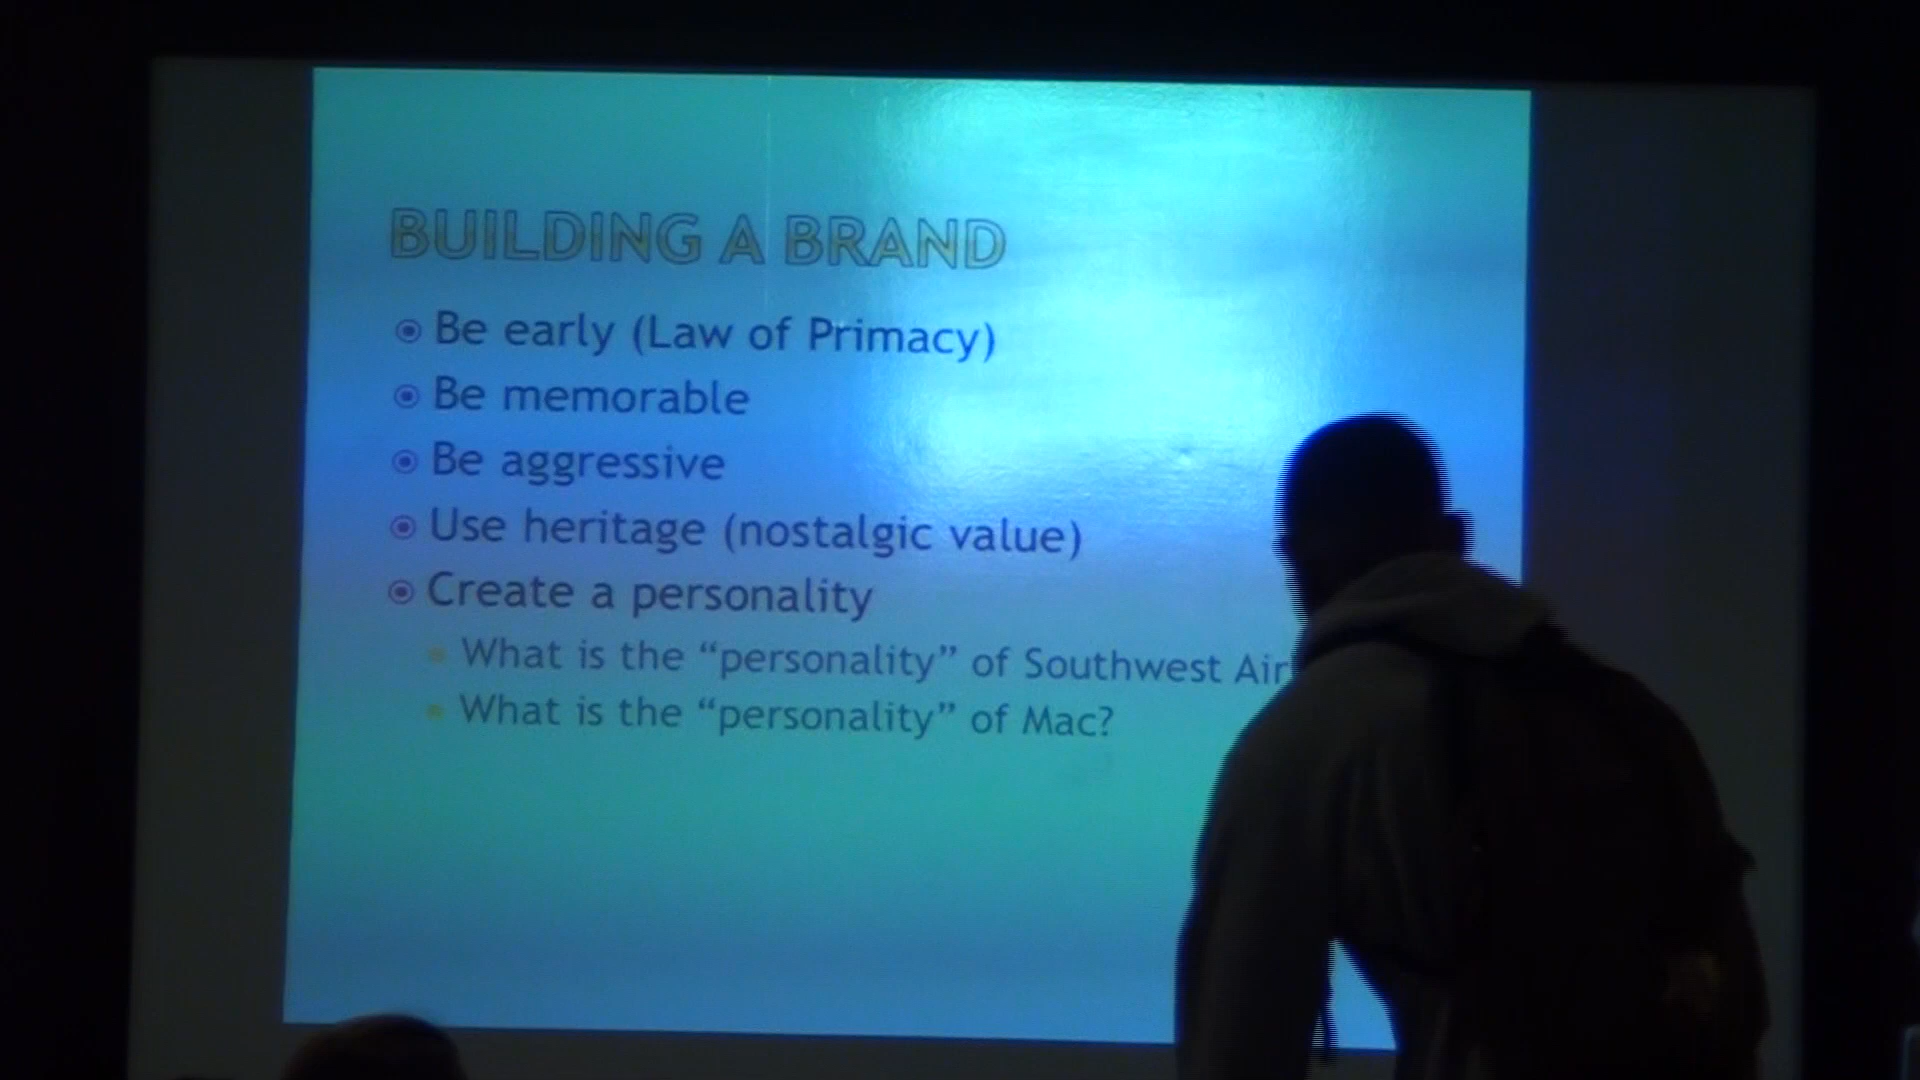 BUILDING A BRAND
Be early (Law of Primacy)
Be memorable
Be aggressive
Use heritage (nostalgic value)
Create a personality
What is the “personality” of Southwest Air
What is the “personality” of Mac?